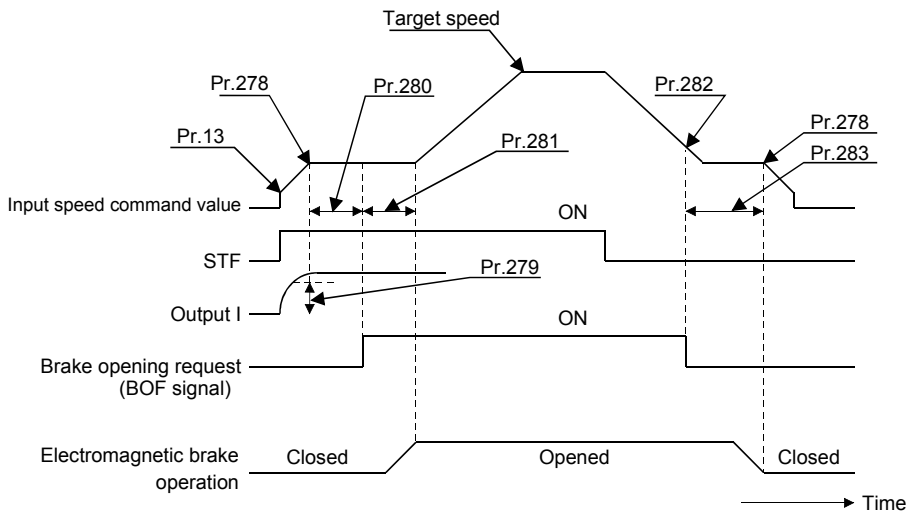 Target speed
Pr.278
Pr.280
Pr.282
Pr.278
Pr.13
Pr.281
Pr.283
Input speed command value
ON
STF
Pr.279
Output I
ON
Brake opening request
(BOF signal)
Electromagnetic brake
operation
Closed
Opened
Closed
Time